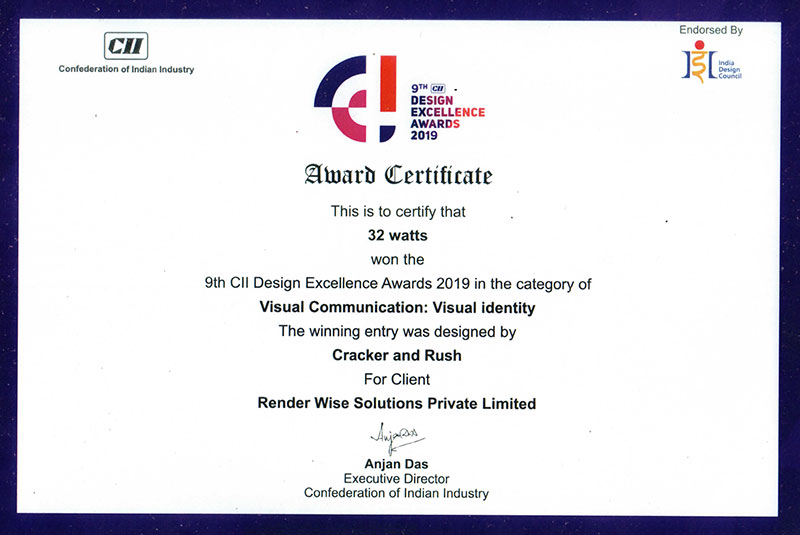 CII
Confederation of Indian Industry
Endorsed By
India
Design
Council
9TH CII
DESIGN
EXCELLENCE
AWARDS
2019
Award Certificate
This is to certify that
32 watts
won the
9th CII Design Excellence Awards 2019 in the category of
Visual Communication: Visual identity
The winning entry was designed by
Cracker and Rush
For Client
Render Wise Solutions Private Limited
Anjan Das
Anjan Das
Executive Director
Confederation of Indian Industry